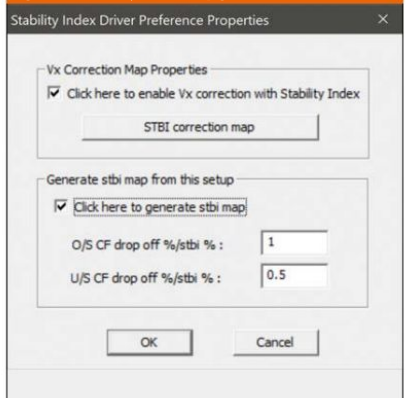 Stability Index Driver Preference Properties
Vx Correction Map Properties
Click here to enable Vx correction with Stability Index
STBI correction map
Generate stbi map from this setup
Click here to generate stbi map
O/S CF drop off %/stbi % : 1
U/S CF drop off %/stbi % : 0.5
OK Cancel